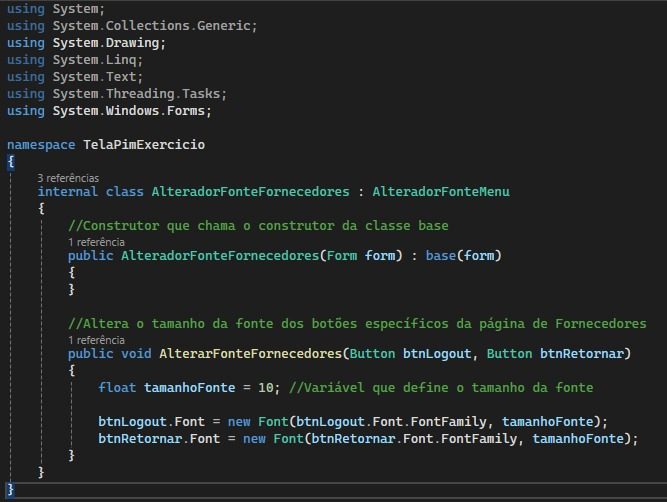 using System;
using System.Collections.Generic;
using System.Drawing;
using System.Linq;
using System.Text;
using System.Threading.Tasks;
using System.Windows.Forms;
namespace TelaPimExercicio
{
3 referências
internal class AlteradorFonteFornecedores : AlteradorFonteMenu
{
//Construtor que chama o construtor da classe base
1 referência
public AlteradorFonteFornecedores(Form form) : base(form)
{
}
//Altera o tamanho da fonte dos botões específicos da página de Fornecedores
1 referência
public void AlterarFonteFornecedores(Button btnLogout, Button btnRetornar)
{
float tamanhoFonte = 10; //Variável que define o tamanho da fonte
btnLogout.Font = new Font(btnLogout.Font.FontFamily, tamanhoFonte);
btnRetornar.Font = new Font(btnRetornar.Font.FontFamily, tamanhoFonte);
}
}
}